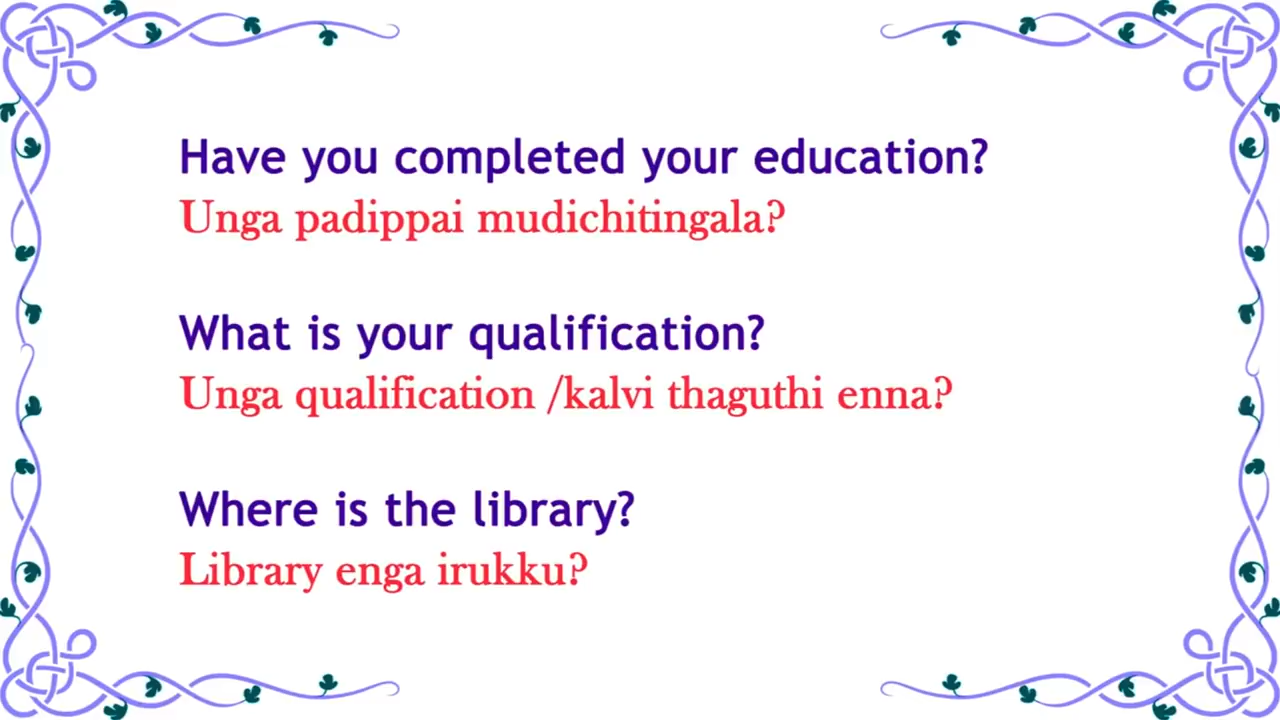 Have you completed your education?
Unga padippai mudichitingala?
What is your qualification?
Unga qualification /kalvi thaguthi enna?
Where is the library?
Library enga irukku?